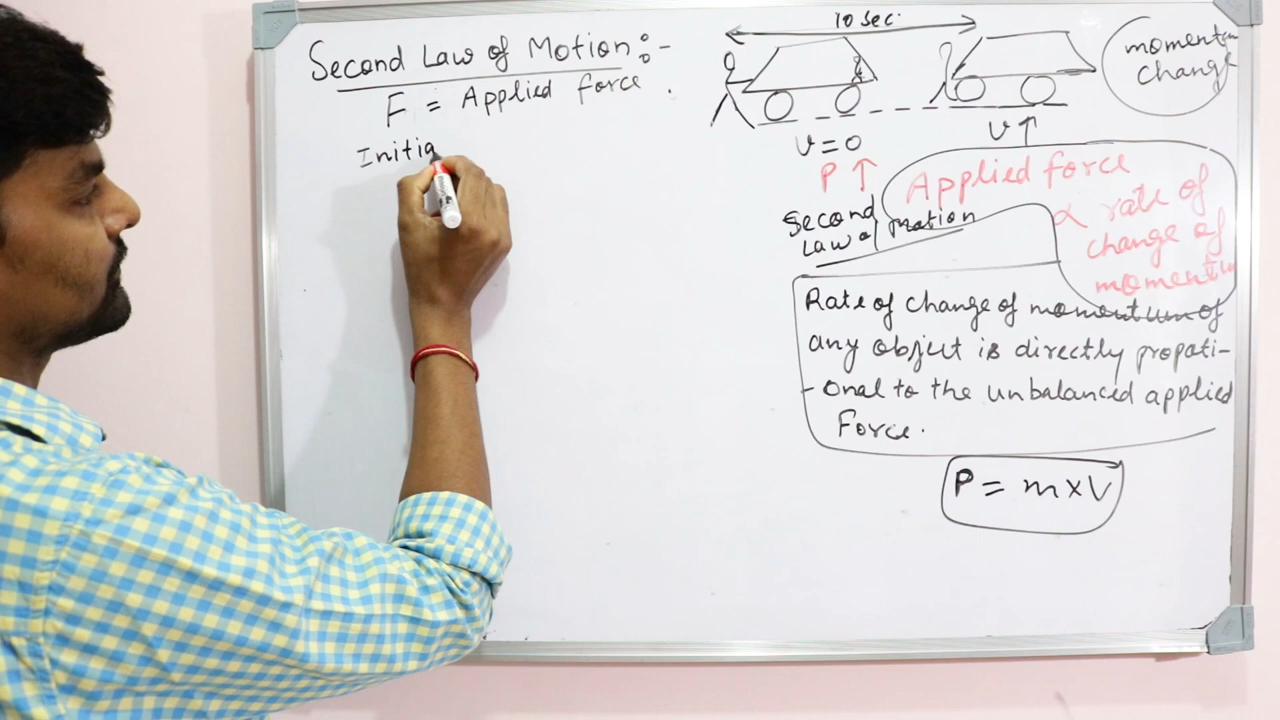 Second Law of Motion :-
F = Applied force .
Initia
10 sec.
momentum
change
V = 0
V ↑
P ↑
Applied force
∝ rate of
change of
momentum
Second
Law of motion
Rate of change of momentum of
any object is directly propati-
- onal to the unbalanced applied
Force.
P = m x V